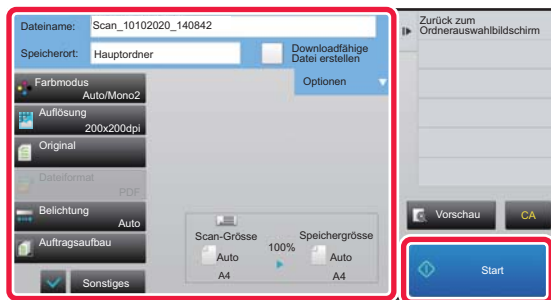 Dateiname:
Scan_10102020_140842
Speicherort:
Hauptordner
Downloadfähige
Datei erstellen
Optionen
Farbmodus
Auto/Mono2
Auflösung
200x200dpi
Original
Dateiformat
PDF
Belichtung
Auto
Auftragsaufbau
Sonstiges
Scan-Grösse
Auto
A4
100%
Speichergrösse
Auto
A4
Zurück zum
Ordnerauswahlbildschirm
Vorschau
CA
Start